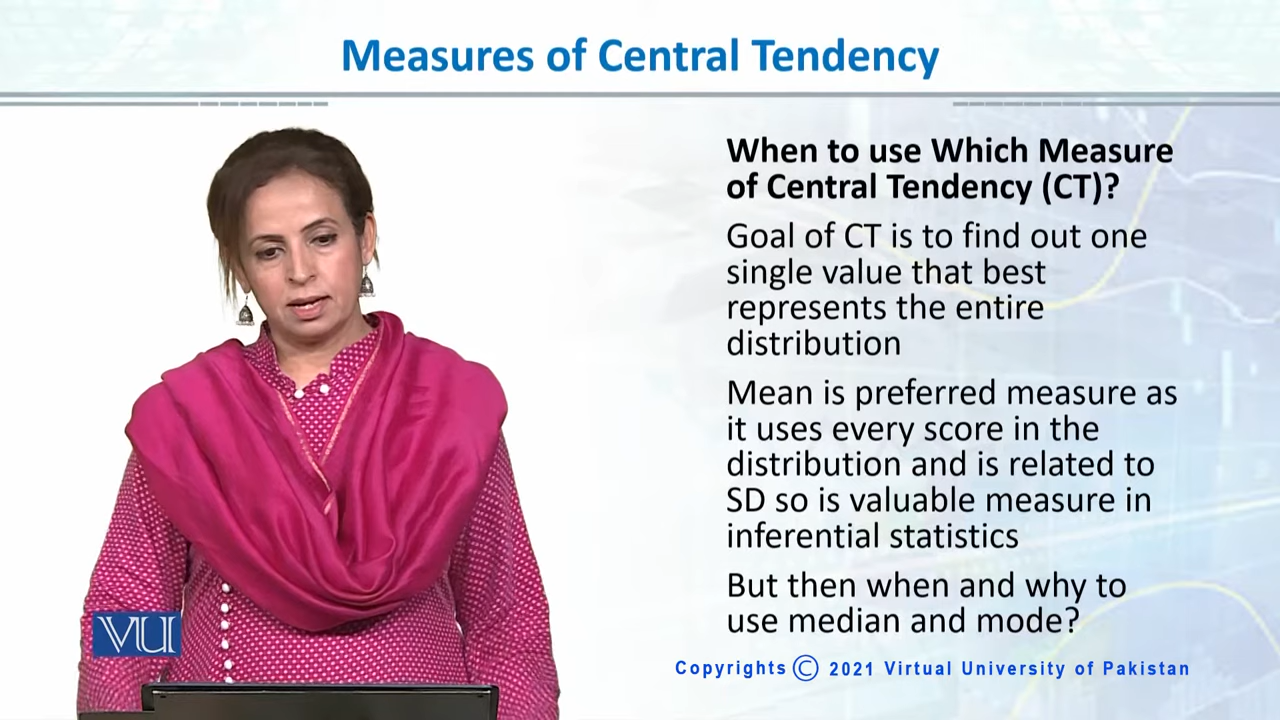 Measures of Central Tendency
When to use Which Measure
of Central Tendency (CT)?
Goal of CT is to find out one
single value that best
represents the entire
distribution
Mean is preferred measure as
it uses every score in the
distribution and is related to
SD so is valuable measure in
inferential statistics
But then when and why to
use median and mode?
VU
Copyrights © 2021 Virtual University of Pakistan